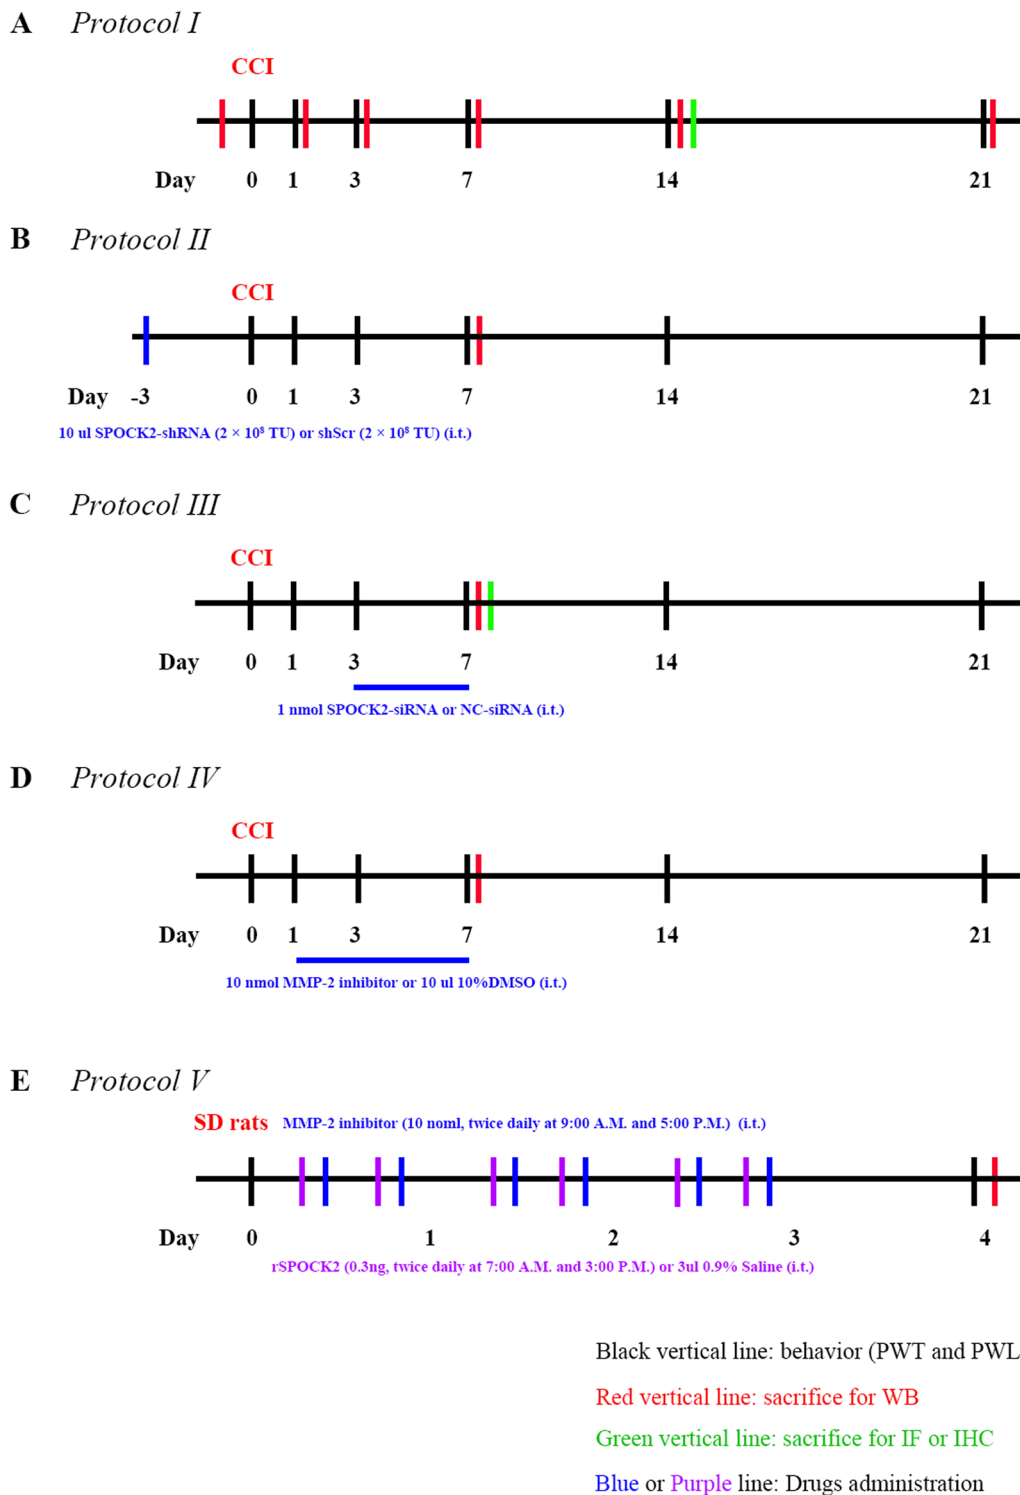 A Protocol I
CCI
Day 0 1 3 7 14 21
B Protocol II
CCI
Day -3 0 1 3 7 14 21
10 ul SPOCK2-shRNA (2 × 10⁸ TU) or shScr (2 × 10⁸ TU) (i.t.)
C Protocol III
CCI
Day 0 1 3 7 14 21
1 nmol SPOCK2-siRNA or NC-siRNA (i.t.)
D Protocol IV
CCI
Day 0 1 3 7 14 21
10 nmol MMP-2 inhibitor or 10 ul 10%DMSO (i.t.)
E Protocol V
SD rats MMP-2 inhibitor (10 noml, twice daily at 9:00 A.M. and 5:00 P.M.) (i.t.)
Day 0 1 2 3 4
rSPOCK2 (0.3ng, twice daily at 7:00 A.M. and 3:00 P.M.) or 3ul 0.9% Saline (i.t.)
Black vertical line: behavior (PWT and PWL
Red vertical line: sacrifice for WB
Green vertical line: sacrifice for IF or IHC
Blue or Purple line: Drugs administration